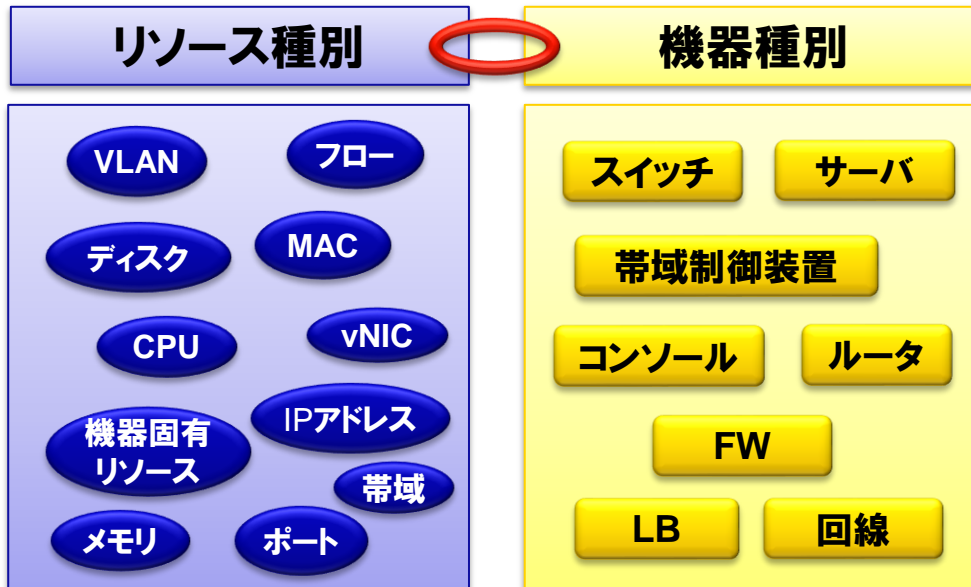 リソース種別
機器種別
VLAN
フロー
ディスク
MAC
CPU
vNIC
機器固有
リソース
IPアドレス
帯域
メモリ
ポート
スイッチ
サーバ
帯域制御装置
コンソール
ルータ
FW
LB
回線